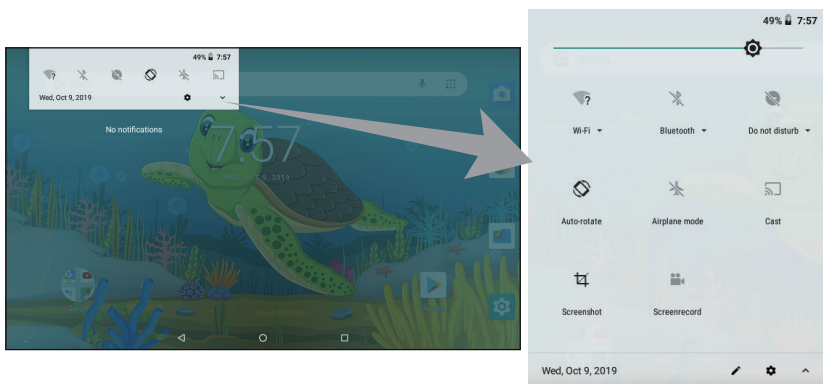 49% 7:57
?
Wed, Oct 9, 2019
No notifications
7:57
WED, OCT 9, 2019
49% 7:57
?
Wi-Fi Bluetooth Do not disturb
Auto-rotate Airplane mode Cast
Screenshot Screenrecord
Wed, Oct 9, 2019